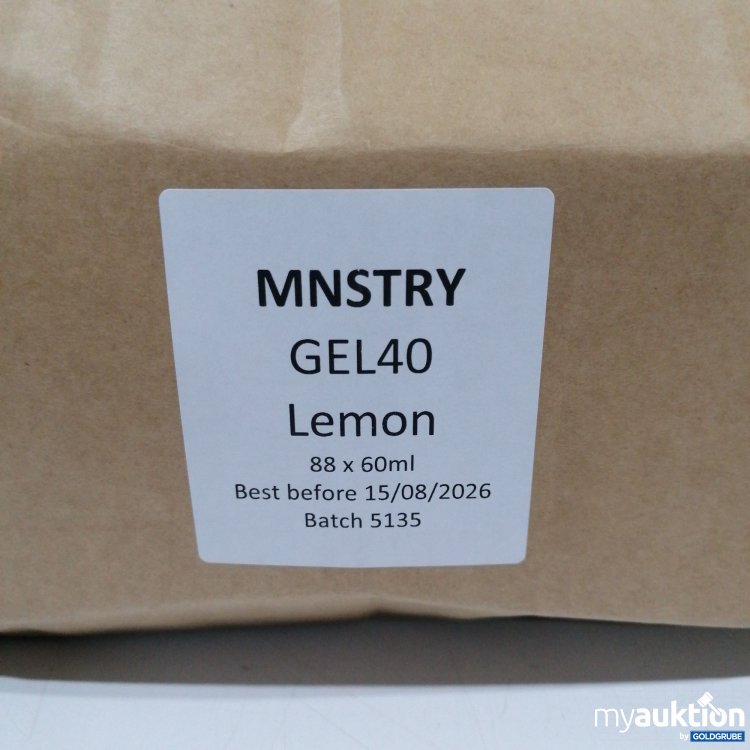 MNSTRY
GEL40
Lemon
88 x 60ml
Best before 15/08/2026
Batch 5135
myauktion
by GOLDGRUBE